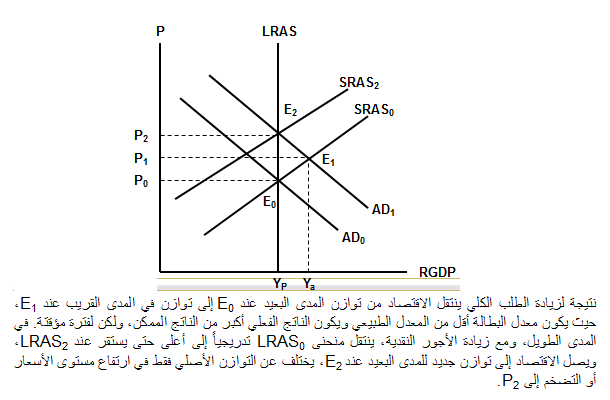 P
LRAS
SRAS₂
SRAS₀
E₂
P₂
P₁
P₀
E₁
E₀
AD₁
AD₀
RGDP
Yₚ
Yₐ
نتيجة لزيادة الطلب الكلي ينتقل الاقتصاد من توازن المدى البعيد عند E₀ إلى توازن في المدى القريب عند E₁،
حيث يكون معدل البطالة أقل من المعدل الطبيعي ويكون الناتج الفعلي أكبر من الناتج الممكن، ولكن لفترة مؤقتة. في
المدى الطويل، ومع زيادة الأجور النقدية، ينتقل منحنى LRAS₀ تدريجياً إلى أعلى حتى يستقر عند LRAS₂،
ويصل الاقتصاد إلى توازن جديد للمدى البعيد عند E₂، يختلف عن التوازن الأصلي فقط في ارتفاع مستوى الأسعار
أو التضخم إلى P₂.